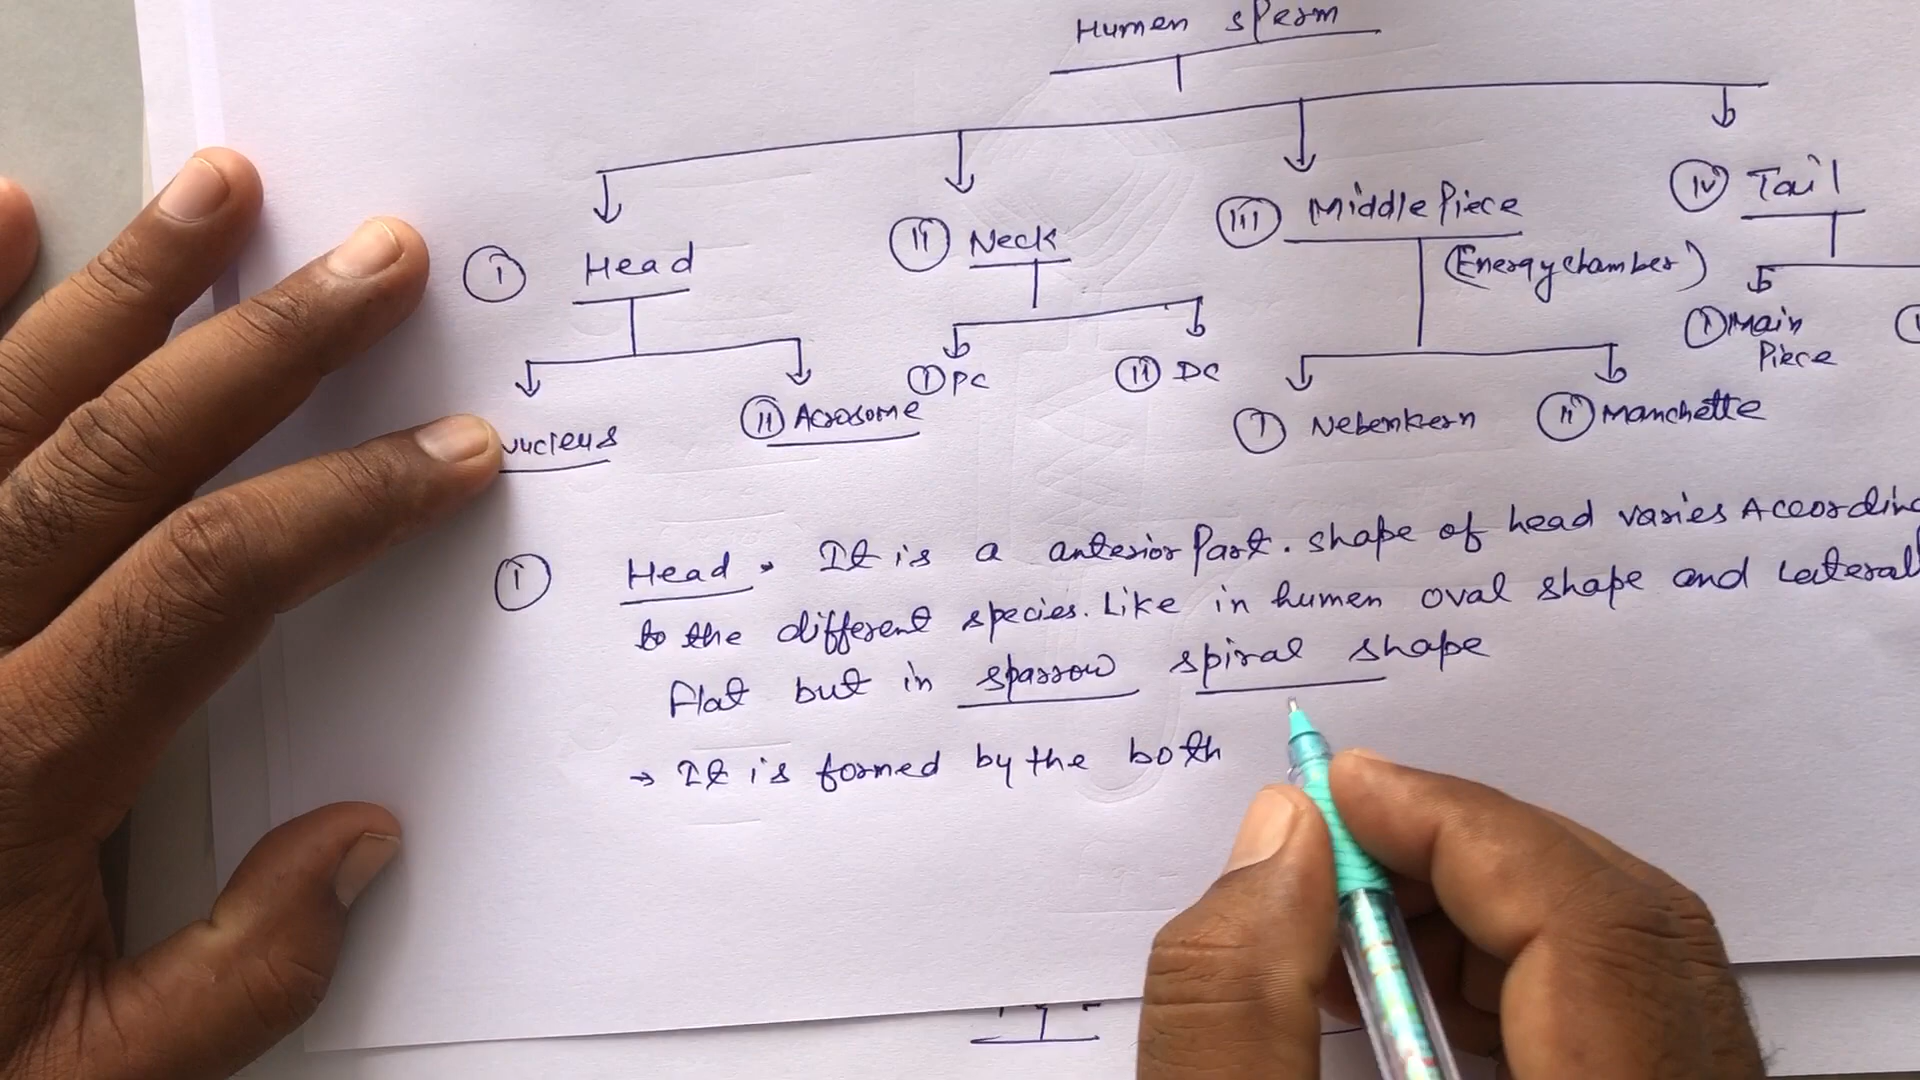 Humen sperm
I Head
II Neck
III Middle Piece
(Energy chamber)
IV Tail
Nucleus
II Acrosome
I PC
II DC
I Nebenkern
II Manchette
I Main
Piece
I Head → It is a anterior Part. shape of head varies According
to the different species. Like in human oval shape and Lateral
flat but in sparrow spiral shape
→ It is formed by the both